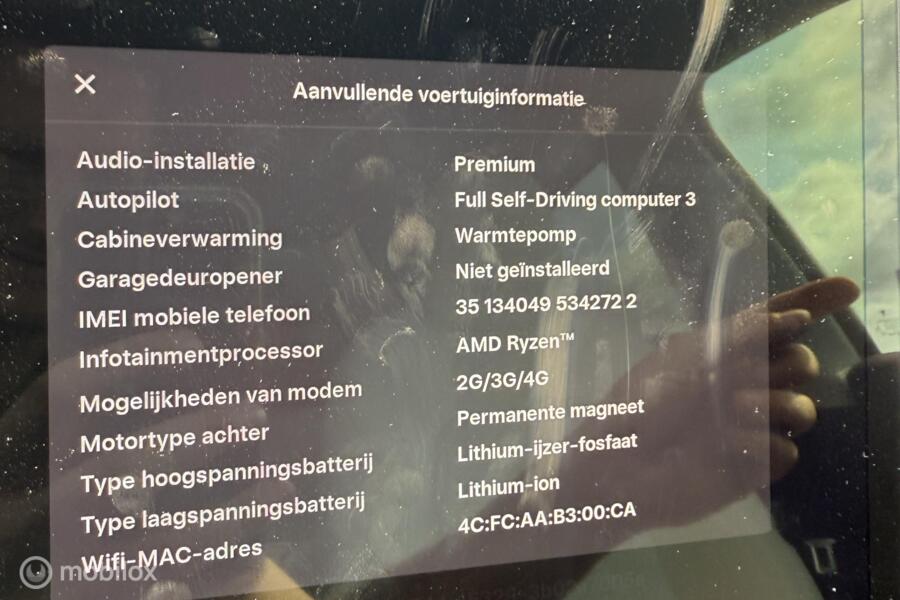 Aanvullende voertuiginformatie
Audio-installatie Premium
Autopilot Full Self-Driving computer 3
Cabineverwarming Warmtepomp
Garagedeuropener Niet geïnstalleerd
IMEI mobiele telefoon 35 134049 534272 2
Infotainmentprocessor AMD Ryzen™
Mogelijkheden van modem 2G/3G/4G
Motortype achter Permanente magneet
Type hoogspanningsbatterij Lithium-ijzer-fosfaat
Type laagspanningsbatterij Lithium-ion
Wifi-MAC-adres 4C:FC:AA:B3:00:CA
mobilox